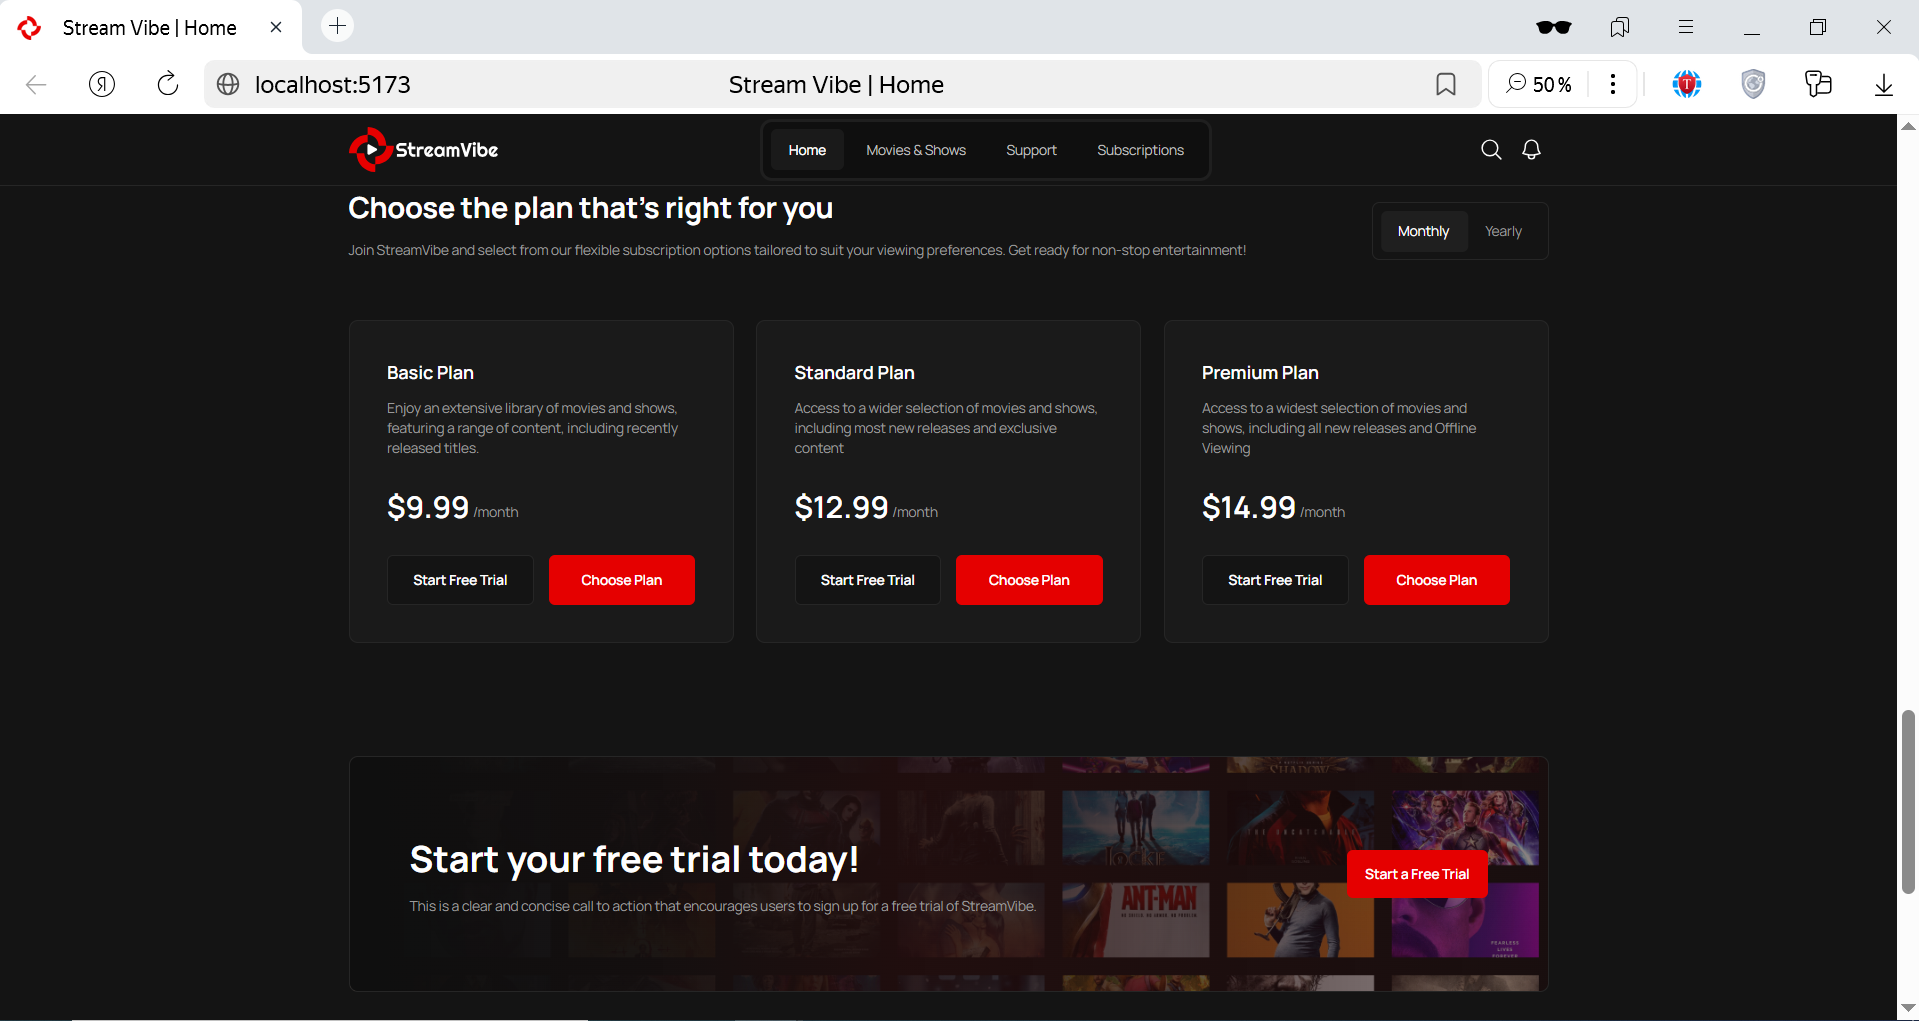 Stream Vibe | Home
localhost:5173
Stream Vibe | Home
50 %
StreamVibe
Home
Movies & Shows
Support
Subscriptions
Choose the plan that's right for you
Join StreamVibe and select from our flexible subscription options tailored to suit your viewing preferences. Get ready for non-stop entertainment!
Monthly
Yearly
Basic Plan
Enjoy an extensive library of movies and shows,
featuring a range of content, including recently
released titles.
$9.99 /month
Start Free Trial
Choose Plan
Standard Plan
Access to a wider selection of movies and shows,
including most new releases and exclusive
content
$12.99 /month
Start Free Trial
Choose Plan
Premium Plan
Access to a widest selection of movies and
shows, including all new releases and Offline
Viewing
$14.99 /month
Start Free Trial
Choose Plan
SHADOW
Start your free trial today!
This is a clear and concise call to action that encourages users to sign up for a free trial of StreamVibe.
Start a Free Trial
ANT-MAN
FEARLESS
LIVES
FOREVER